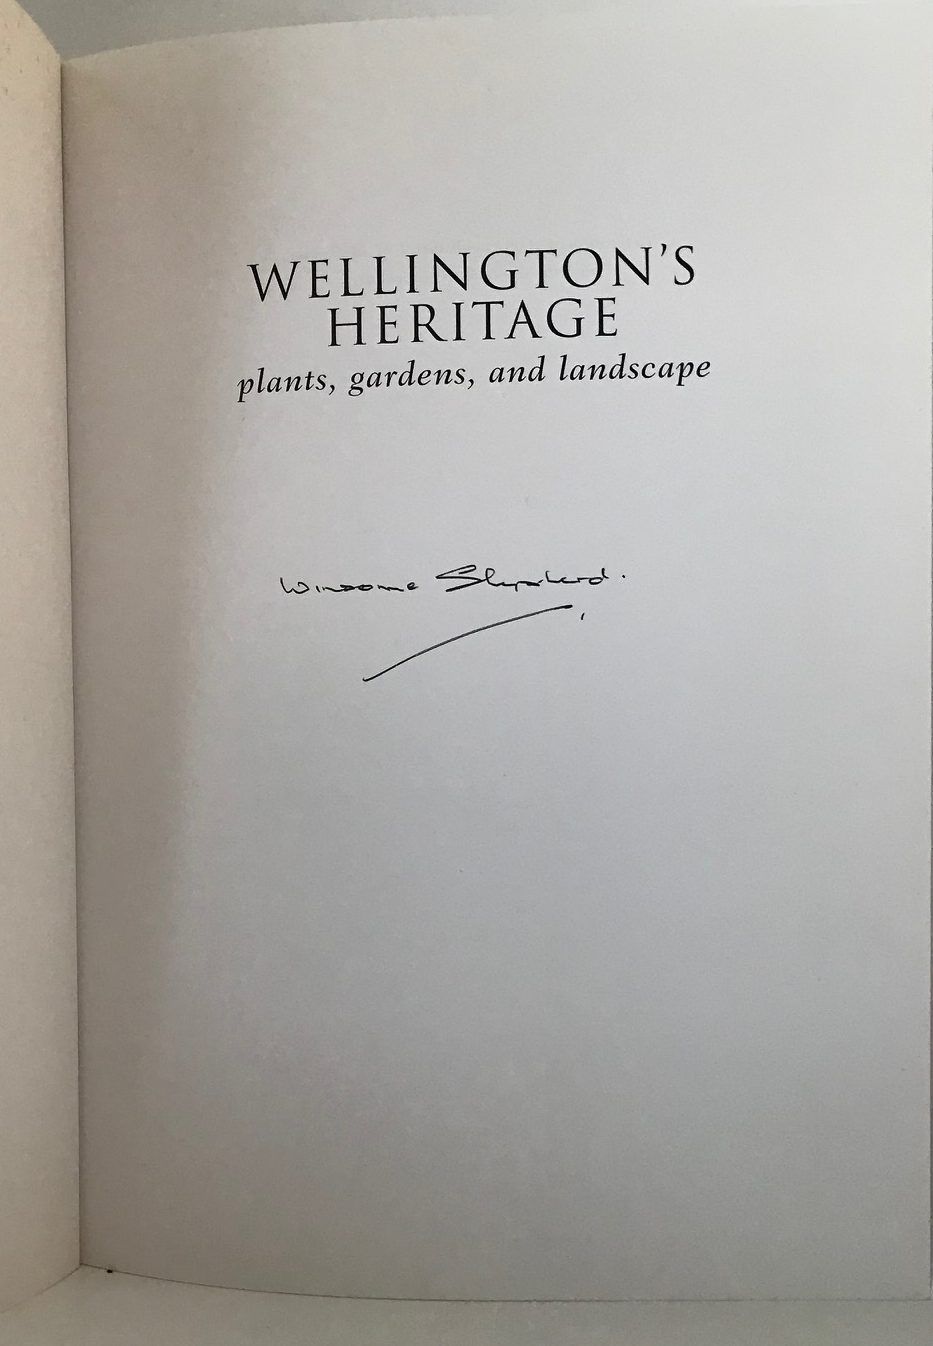 WELLINGTON'S
HERITAGE
plants, gardens, and landscape
Winsome Shepherd.